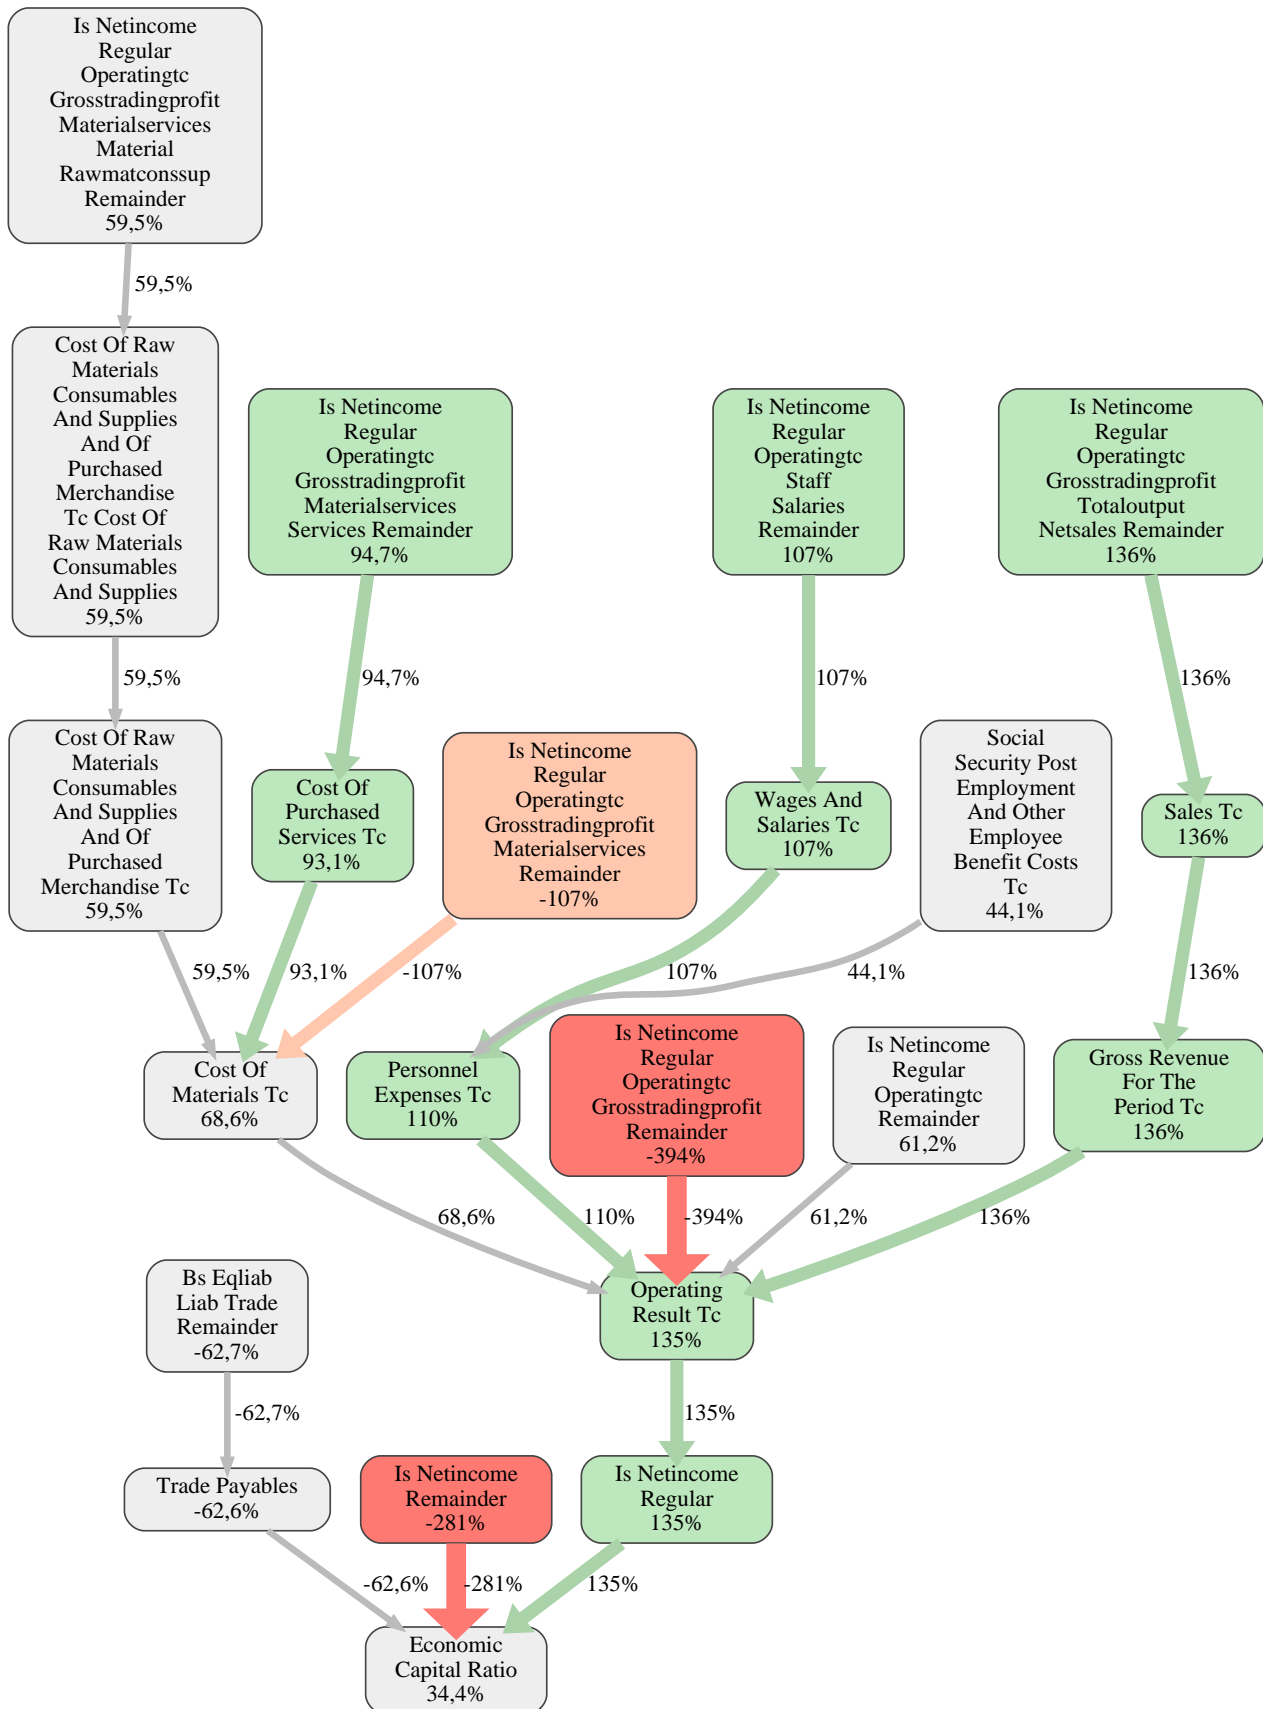 Is Netincome
Regular
Operatingtc
Grosstradingprofit
Materialservices
Material
Rawmatconssup
Remainder
59,5%
59,5%
Cost Of Raw
Materials
Consumables
And Supplies
And Of
Purchased
Merchandise
Tc Cost Of
Raw Materials
Consumables
And Supplies
59,5%
Is Netincome
Regular
Operatingtc
Grosstradingprofit
Materialservices
Services Remainder
94,7%
Is Netincome
Regular
Operatingtc
Staff
Salaries
Remainder
107%
Is Netincome
Regular
Operatingtc
Grosstradingprofit
Totaloutput
Netsales Remainder
136%
59,5%
94,7%
107%
136%
Cost Of Raw
Materials
Consumables
And Supplies
And Of
Purchased
Merchandise Tc
59,5%
Cost Of
Purchased
Services Tc
93,1%
Is Netincome
Regular
Operatingtc
Grosstradingprofit
Materialservices
Remainder
-107%
Wages And
Salaries Tc
107%
Social
Security Post
Employment
And Other
Employee
Benefit Costs
Tc
44,1%
Sales Tc
136%
59,5%
93,1%
-107%
107%
44,1%
136%
Cost Of
Materials Tc
68,6%
Personnel
Expenses Tc
110%
Is Netincome
Regular
Operatingtc
Grosstradingprofit
Remainder
-394%
Is Netincome
Regular
Operatingtc
Remainder
61,2%
Gross Revenue
For The
Period Tc
136%
68,6%
110%
-394%
61,2%
136%
Bs Eqliab
Liab Trade
Remainder
-62,7%
Operating
Result Tc
135%
-62,7%
135%
Trade Payables
-62,6%
Is Netincome
Remainder
-281%
Is Netincome
Regular
135%
-62,6%
-281%
135%
Economic
Capital Ratio
34,4%